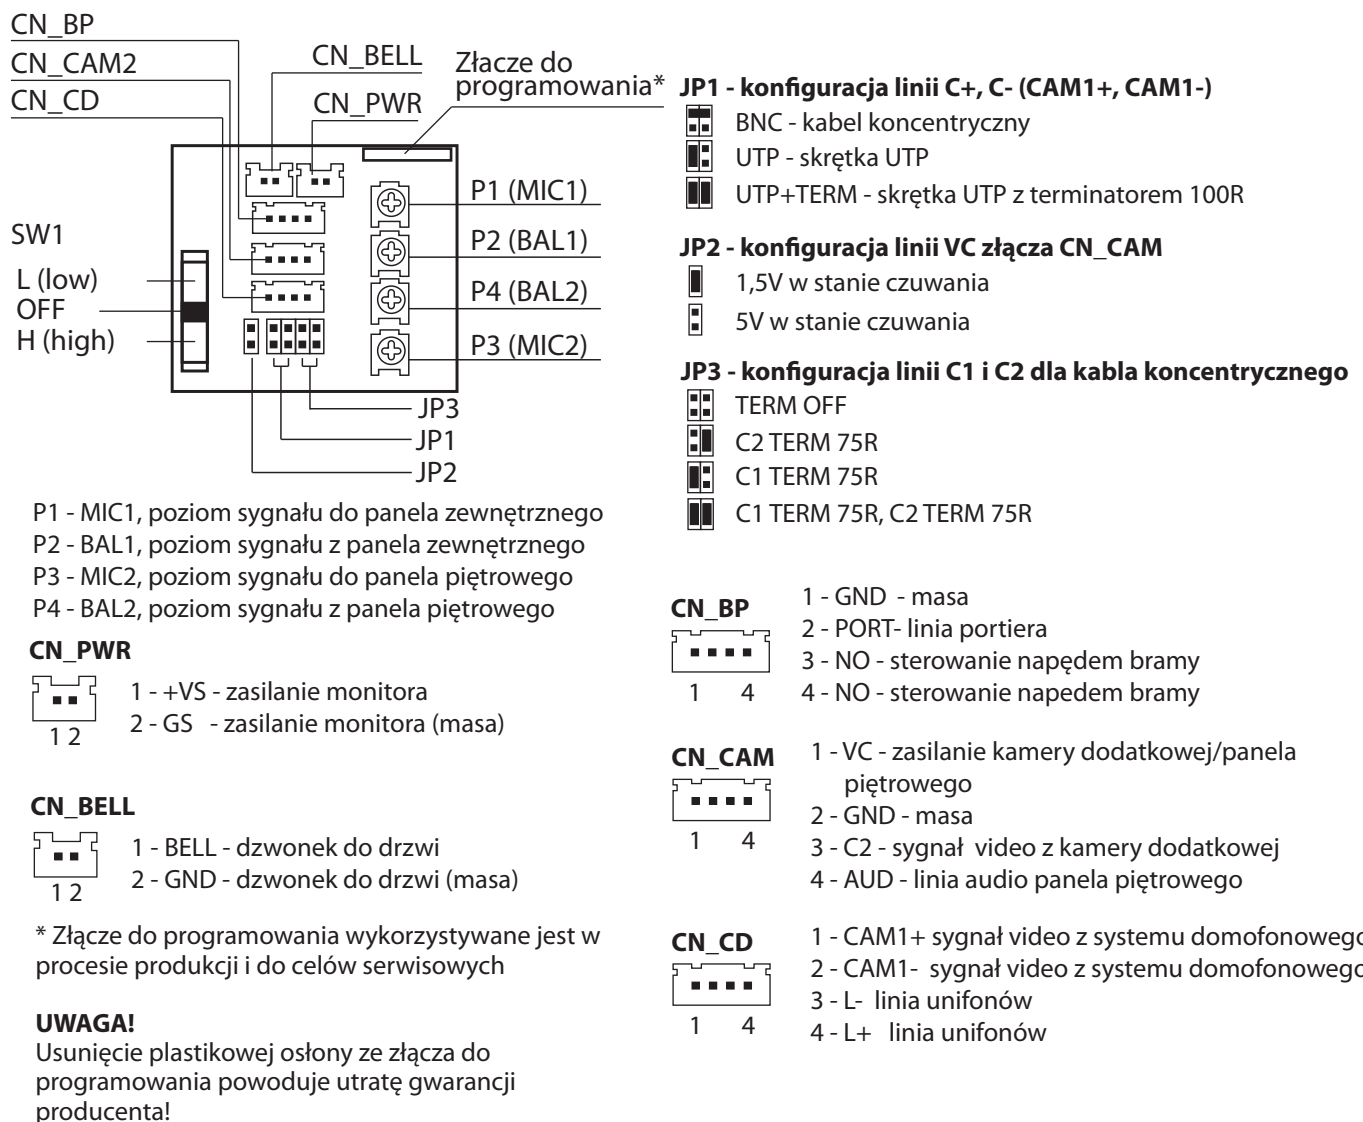 CN_BP
CN_CAM2
CN_CD
CN_BELL
CN_PWR
Złacze do
programowania*
SW1
L (low)
OFF
H (high)
P1 (MIC1)
P2 (BAL1)
P4 (BAL2)
P3 (MIC2)
JP3
JP1
JP2
P1 - MIC1, poziom sygnału do panela zewnętrznego
P2 - BAL1, poziom sygnału z panela zewnętrznego
P3 - MIC2, poziom sygnału do panela piętrowego
P4 - BAL2, poziom sygnału z panela piętrowego
CN_PWR
1 2
1 - +VS - zasilanie monitora
2 - GS - zasilanie monitora (masa)
CN_BELL
1 2
1 - BELL - dzwonek do drzwi
2 - GND - dzwonek do drzwi (masa)
* Złącze do programowania wykorzystywane jest w
procesie produkcji i do celów serwisowych
UWAGA!
Usunięcie plastikowej osłony ze złącza do
programowania powoduje utratę gwarancji
producenta!
JP1 - konfiguracja linii C+, C- (CAM1+, CAM1-)
BNC - kabel koncentryczny
UTP - skrętka UTP
UTP+TERM - skrętka UTP z terminatorem 100R
JP2 - konfiguracja linii VC złącza CN_CAM
1,5V w stanie czuwania
5V w stanie czuwania
JP3 - konfiguracja linii C1 i C2 dla kabla koncentrycznego
TERM OFF
C2 TERM 75R
C1 TERM 75R
C1 TERM 75R, C2 TERM 75R
CN_BP
1 4
1 - GND - masa
2 - PORT- linia portiera
3 - NO - sterowanie napędem bramy
4 - NO - sterowanie napedem bramy
CN_CAM
1 4
1 - VC - zasilanie kamery dodatkowej/panela
piętrowego
2 - GND - masa
3 - C2 - sygnał video z kamery dodatkowej
4 - AUD - linia audio panela piętrowego
CN_CD
1 4
1 - CAM1+ sygnał video z systemu domofonowego
2 - CAM1- sygnał video z systemu domofonowego
3 - L- linia unifonów
4 - L+ linia unifonów